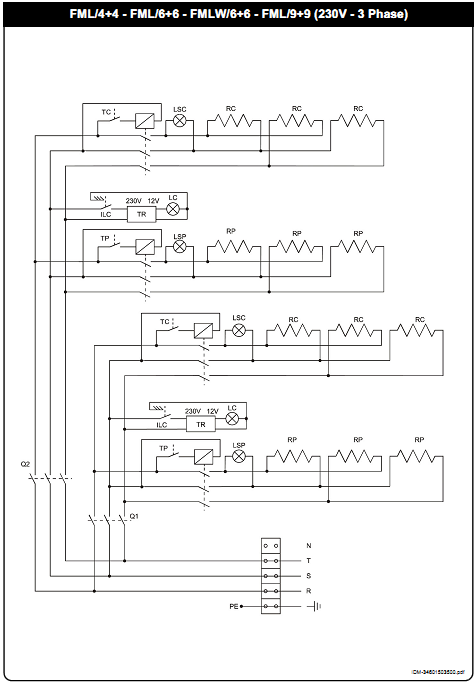 FML/4+4 - FML/6+6 - FMLW/6+6 - FML/9+9 (230V - 3 Phase)
TC LSC RC RC RC
230V 12V LC
ILC TR
TP LSP RP RP RP
TC LSC RC RC RC
230V 12V LC
ILC TR
TP LSP RP RP RP
Q2
Q1
N
T
S
R
PE
IDM-34601503600.pdf